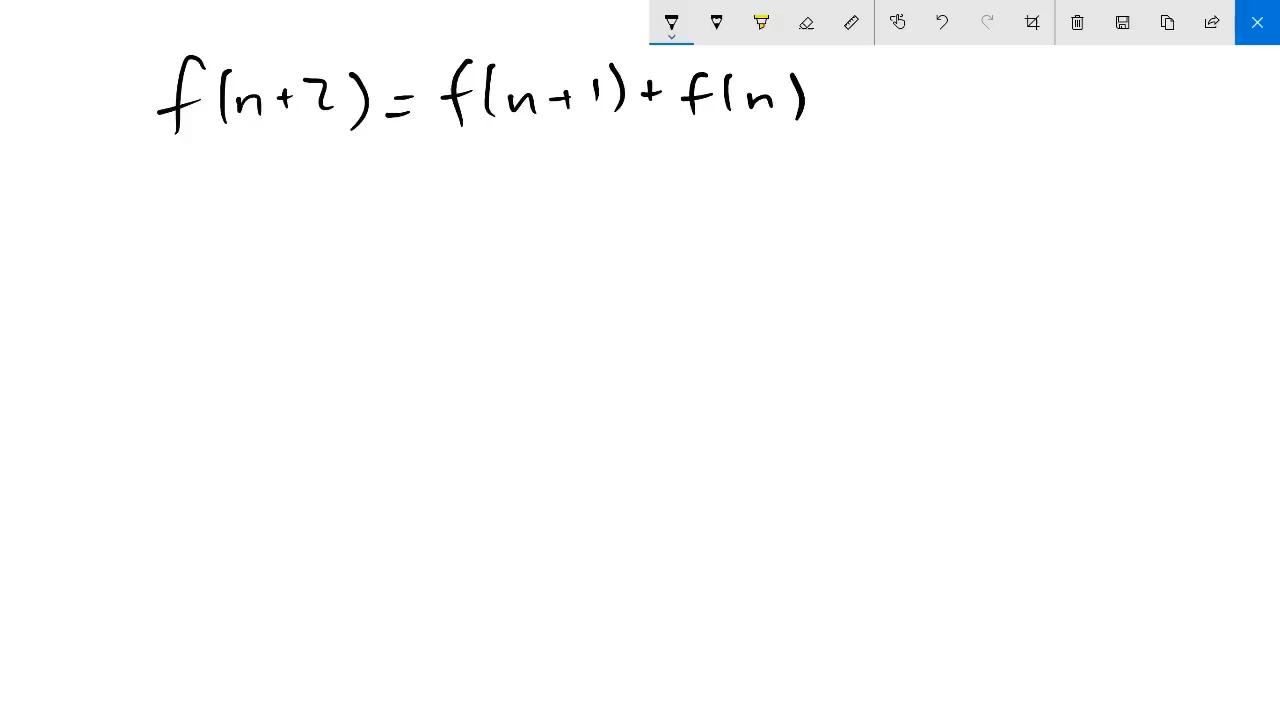 f(n+2) = f(n+1) + f(n)